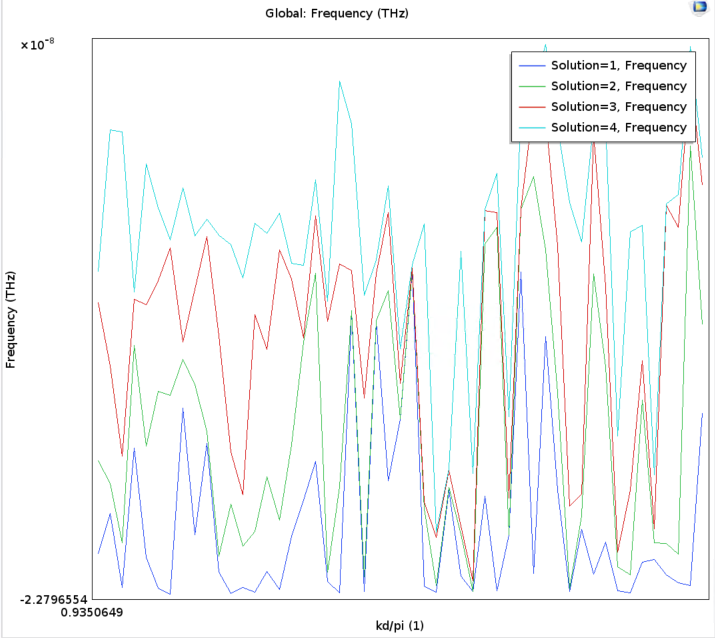 Global: Frequency (THz)
×10⁻⁸
Solution=1, Frequency
Solution=2, Frequency
Solution=3, Frequency
Solution=4, Frequency
Frequency (THz)
-2.2796554
0.9350649
kd/pi (1)